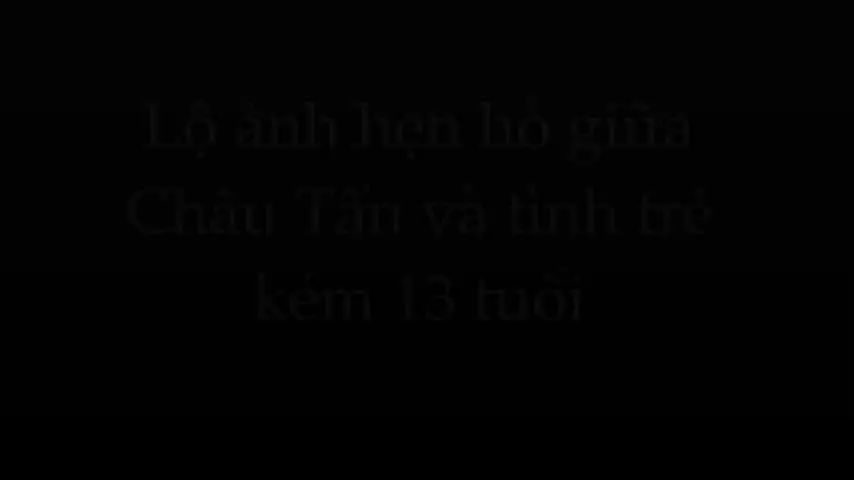 Lộ ảnh hẹn hò giữa
Châu Tấn và tình trẻ
kém 13 tuổi